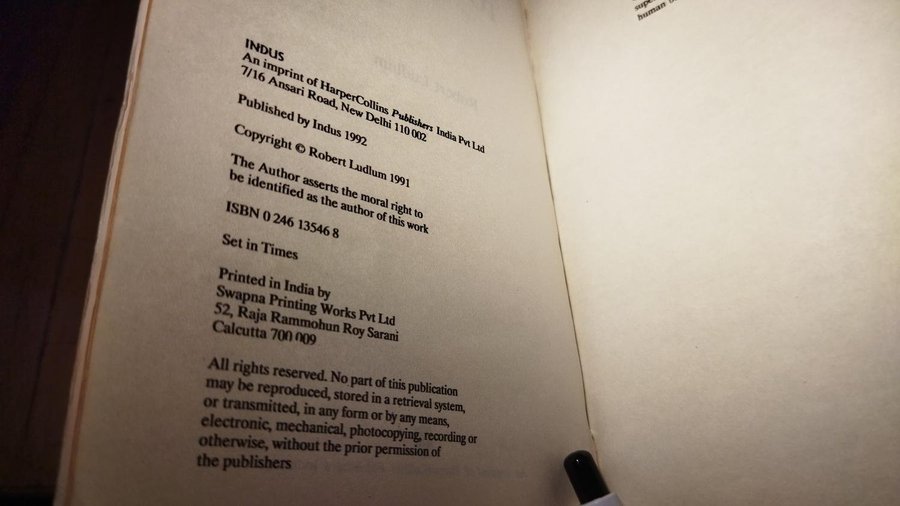 INDUS
An imprint of HarperCollins Publishers India Pvt Ltd
7/16 Ansari Road, New Delhi 110 002
Published by Indus 1992
Copyright © Robert Ludlum 1991
The Author asserts the moral right to
be identified as the author of this work
ISBN 0 246 13546 8
Set in Times
Printed in India by
Swapna Printing Works Pvt Ltd
52, Raja Rammohun Roy Sarani
Calcutta 700 009
All rights reserved. No part of this publication
may be reproduced, stored in a retrieval system,
or transmitted, in any form or by any means,
electronic, mechanical, photocopying, recording or
otherwise, without the prior permission of
the publishers
human